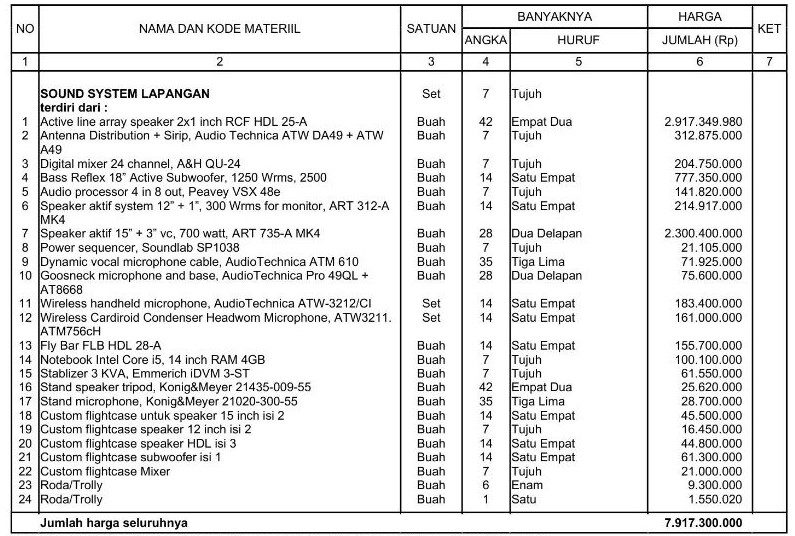 NO NAMA DAN KODE MATERIIL SATUAN BANYAKNYA HARGA KET
ANGKA HURUF JUMLAH (Rp)
1 2 3 4 5 6 7
SOUND SYSTEM LAPANGAN Set 7 Tujuh
terdiri dari :
1 Active line array speaker 2x1 inch RCF HDL 25-A Buah 42 Empat Dua 2.917.349.980
2 Antenna Distribution + Sirip, Audio Technica ATW DA49 + ATW Buah 7 Tujuh 312.875.000
A49
3 Digital mixer 24 channel, A&H QU-24 Buah 7 Tujuh 204.750.000
4 Bass Reflex 18" Active Subwoofer, 1250 Wrms, 2500 Buah 14 Satu Empat 777.350.000
5 Audio processor 4 in 8 out, Peavey VSX 48e Buah 7 Tujuh 141.820.000
6 Speaker aktif system 12" + 1", 300 Wrms for monitor, ART 312-A Buah 14 Satu Empat 214.917.000
MK4
7 Speaker aktif 15" + 3" vc, 700 watt, ART 735-A MK4 Buah 28 Dua Delapan 2.300.400.000
8 Power sequencer, Soundlab SP1038 Buah 7 Tujuh 21.105.000
9 Dynamic vocal microphone cable, AudioTechnica ATM 610 Buah 35 Tiga Lima 71.925.000
10 Goosneck microphone and base, AudioTechnica Pro 49QL + Buah 28 Dua Delapan 75.600.000
AT8668
11 Wireless handheld microphone, AudioTechnica ATW-3212/CI Set 14 Satu Empat 183.400.000
12 Wireless Cardiroid Condenser Headwom Microphone, ATW3211. Set 14 Satu Empat 161.000.000
ATM756cH
13 Fly Bar FLB HDL 28-A Buah 14 Satu Empat 155.700.000
14 Notebook Intel Core i5, 14 inch RAM 4GB Buah 7 Tujuh 100.100.000
15 Stablizer 3 KVA, Emmerich iDVM 3-ST Buah 7 Tujuh 61.550.000
16 Stand speaker tripod, Konig&Meyer 21435-009-55 Buah 42 Empat Dua 25.620.000
17 Stand microphone, Konig&Meyer 21020-300-55 Buah 35 Tiga Lima 28.700.000
18 Custom flightcase untuk speaker 15 inch isi 2 Buah 14 Satu Empat 45.500.000
19 Custom flightcase speaker 12 inch isi 2 Buah 7 Tujuh 16.450.000
20 Custom flightcase speaker HDL isi 3 Buah 14 Satu Empat 44.800.000
21 Custom flightcase subwoofer isi 1 Buah 14 Satu Empat 61.300.000
22 Custom flightcase Mixer Buah 7 Tujuh 21.000.000
23 Roda/Trolly Buah 6 Enam 9.300.000
24 Roda/Trolly Buah 1 Satu 1.550.020
Jumlah harga seluruhnya 7.917.300.000